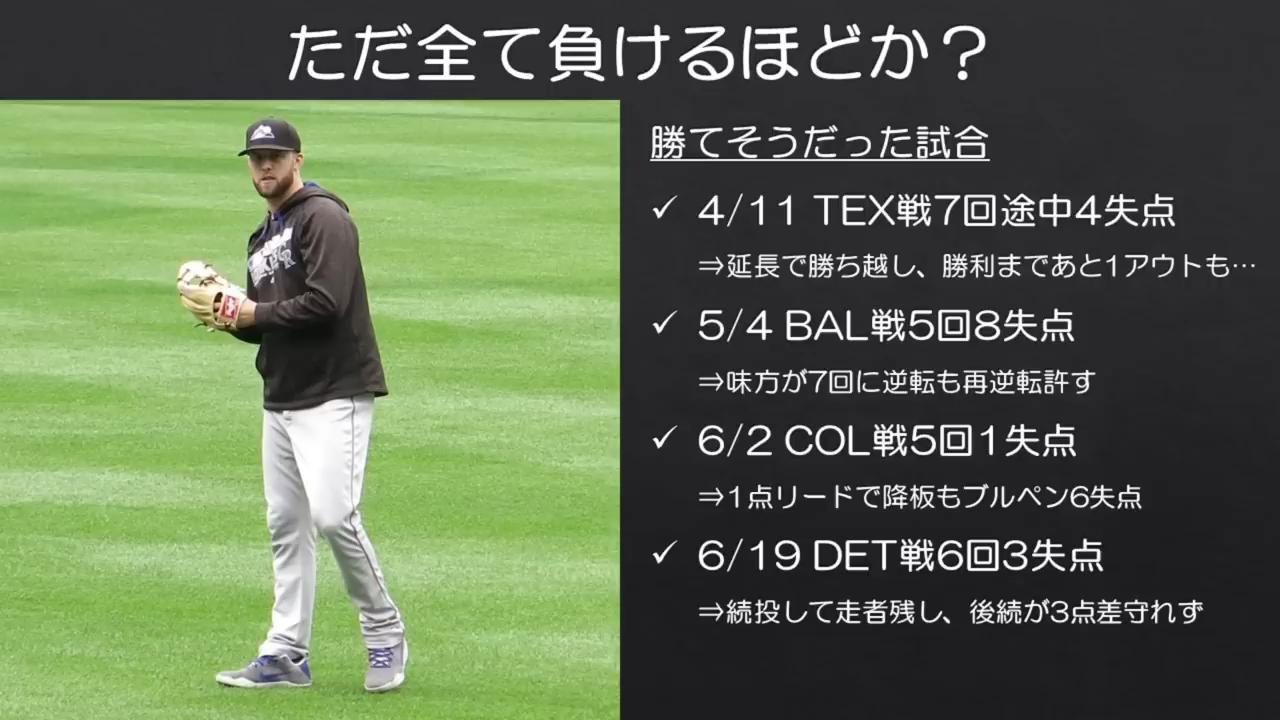 ただ全て負けるほどか？
勝てそうだった試合
✓ 4/11 TEX戦7回途中4失点
⇒延長で勝ち越し、勝利まであと1アウトも…
✓ 5/4 BAL戦5回8失点
⇒味方が7回に逆転も再逆転許す
✓ 6/2 COL戦5回1失点
⇒1点リードで降板もブルペン6失点
✓ 6/19 DET戦6回3失点
⇒続投して走者残し、後続が3点差守れず